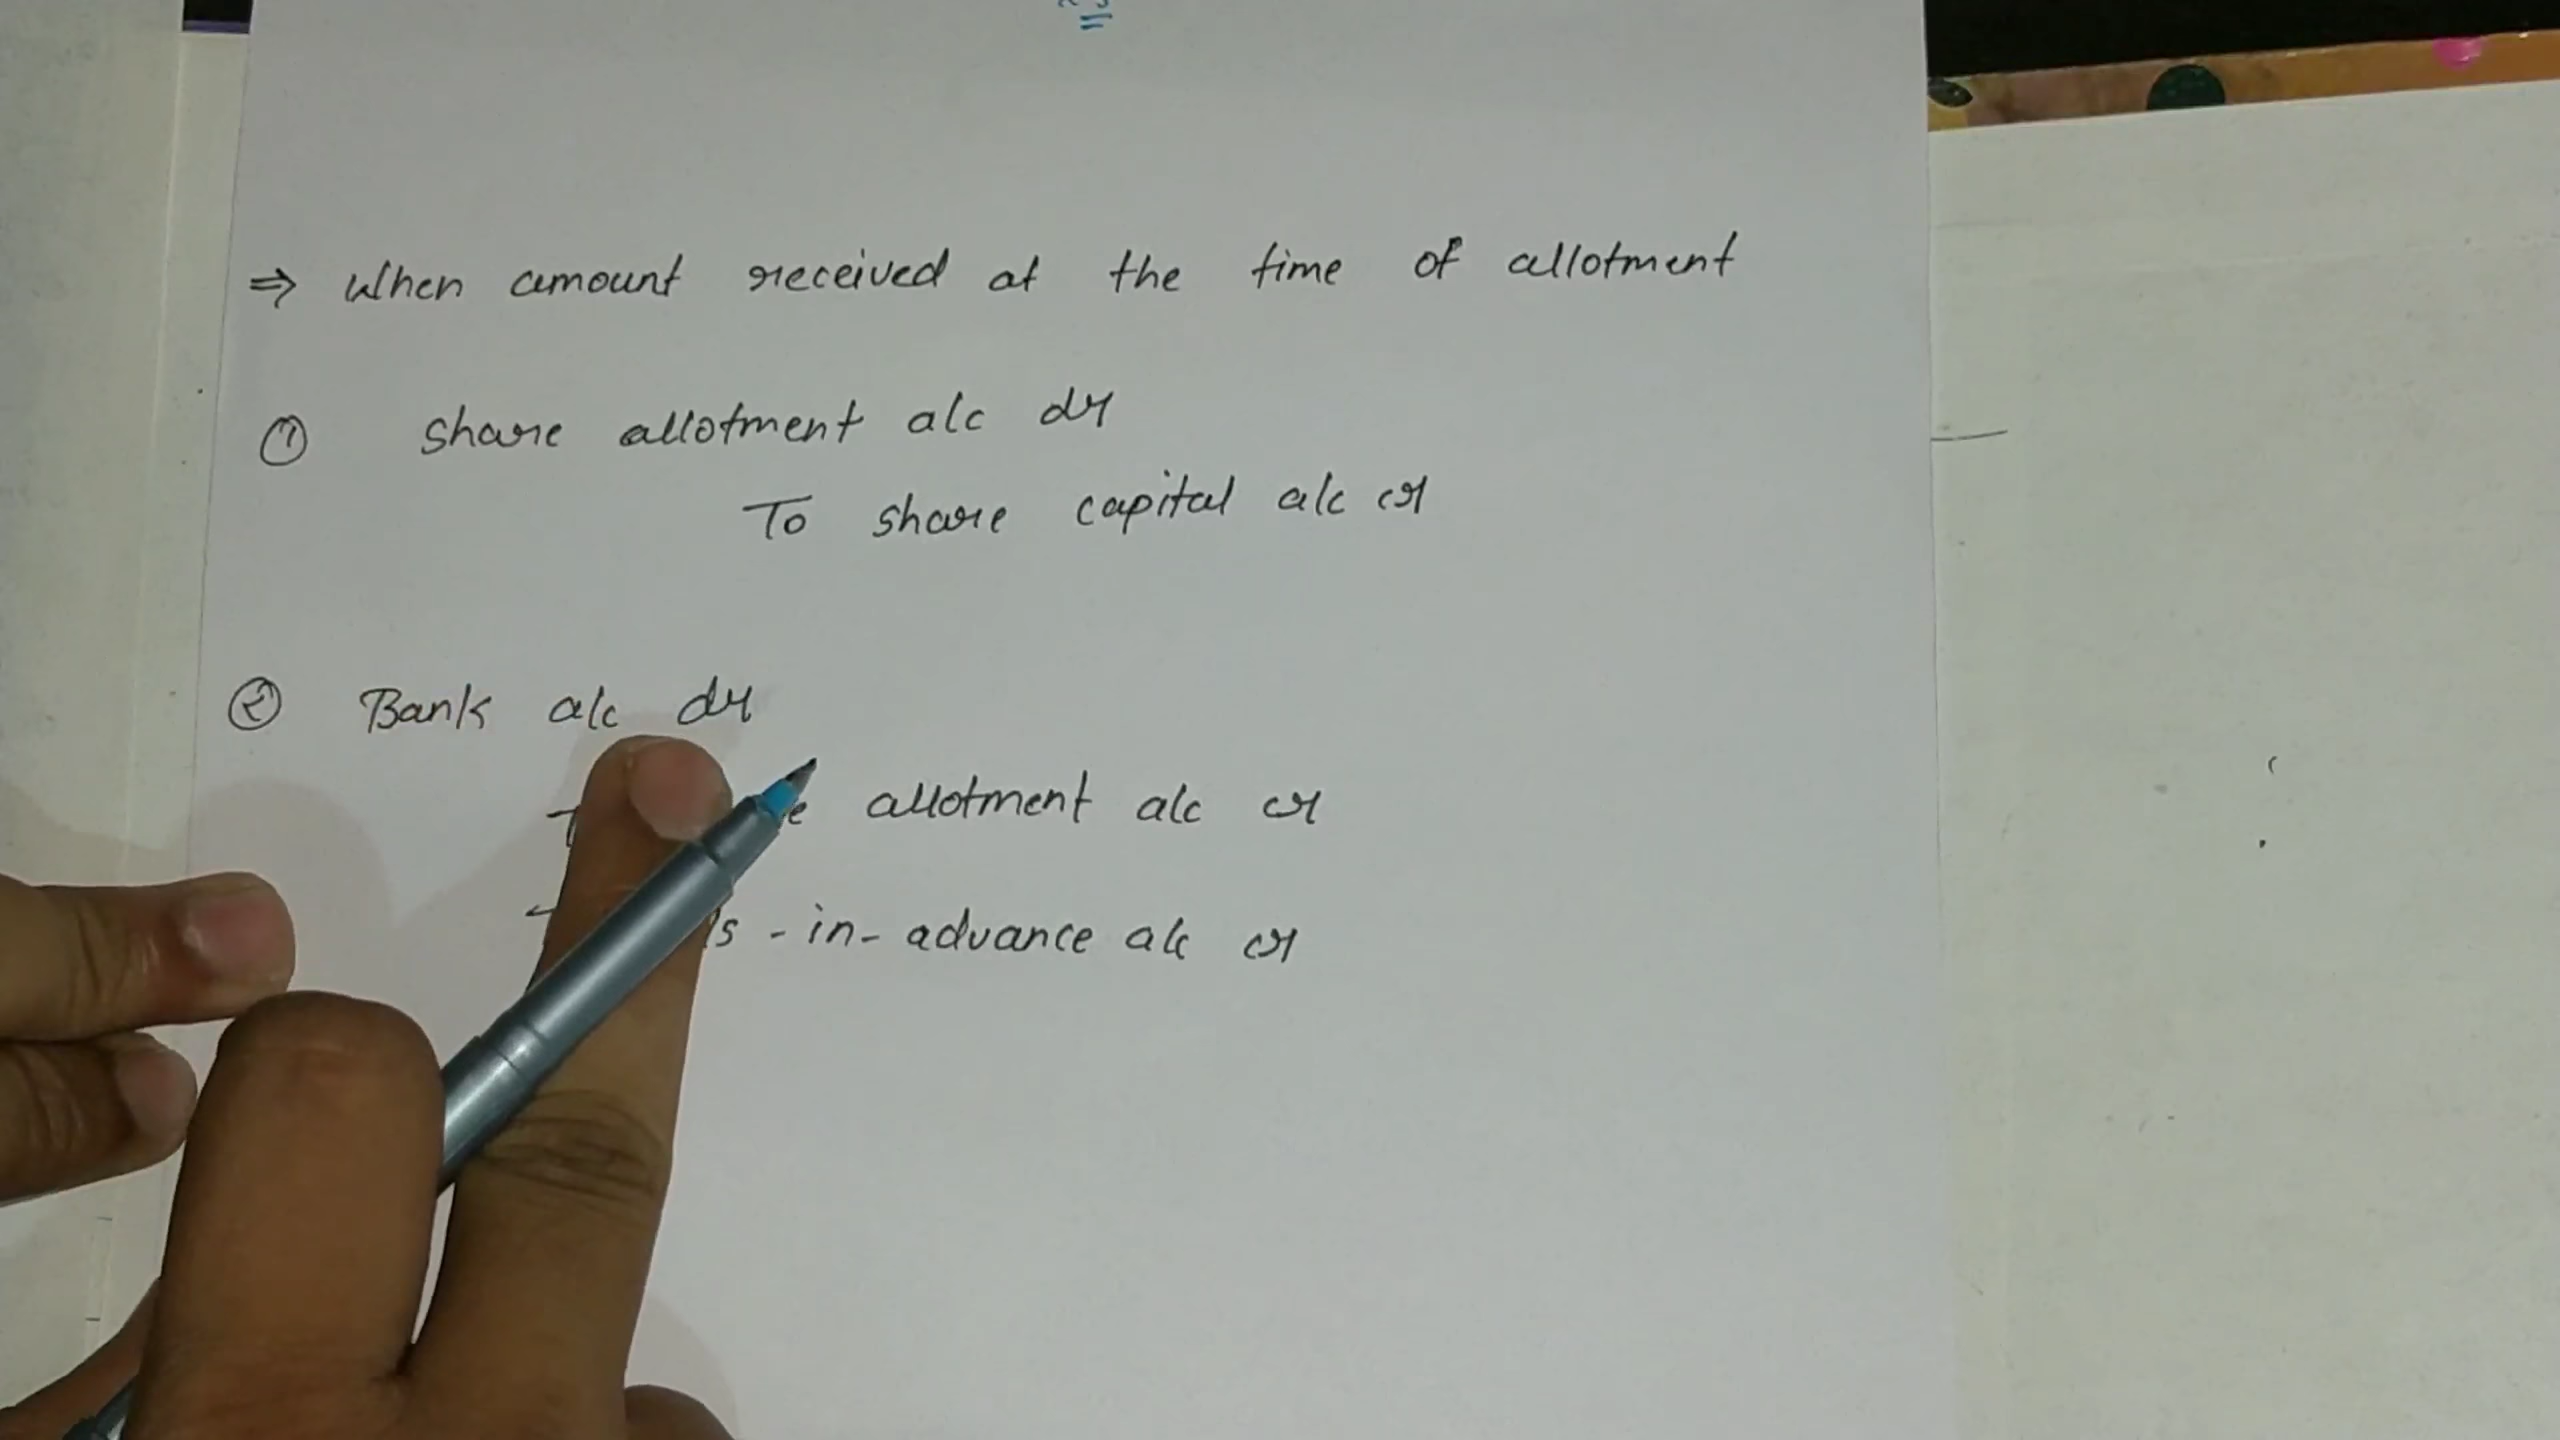 ⇒ When amount received at the time of allotment
① share allotment a/c dr
To share capital a/c cr
② Bank a/c dr
allotment a/c cr
-in-advance a/c cr